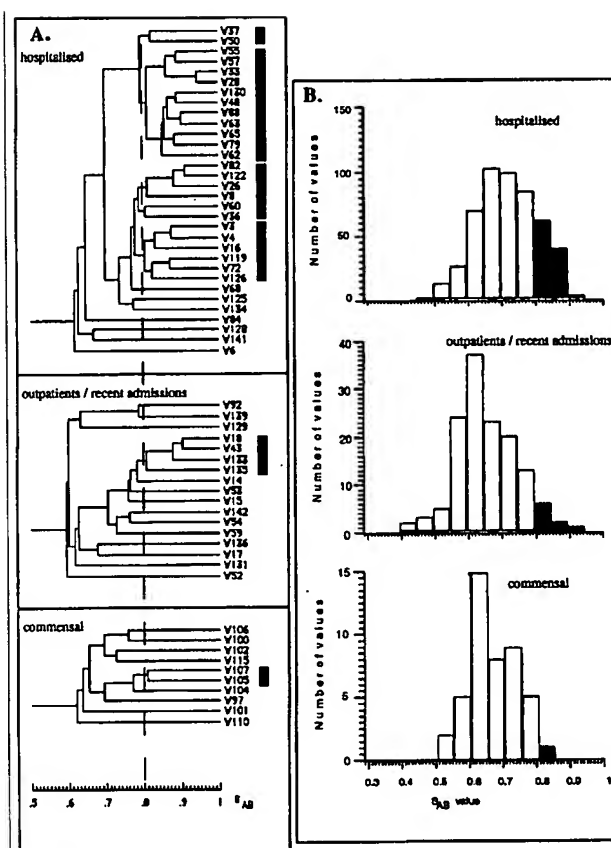 A.
hospitalised
V37
V50
V55
V57
V33
V28
V130
V48
V88
V63
V65
V79
V62
V82
V122
V26
V8
V60
V36
V3
V4
V16
V119
V72
V126
V68
V125
V134
V84
V128
V141
V6
outpatients / recent admissions
V92
V139
V129
V18
V43
V133
V135
V14
V53
V15
V142
V54
V59
V136
V17
V131
V52
commensal
V106
V100
V102
V115
V107
V105
V104
V97
V101
V110
.5 .6 .7 .8 .9 1 SAB
B.
hospitalised
Number of values
150
100
50
0
outpatients / recent admissions
Number of values
40
30
20
10
0
commensal
Number of values
15
10
5
0
0.3 0.4 0.5 0.6 0.7 0.8 0.9 1
SAB value